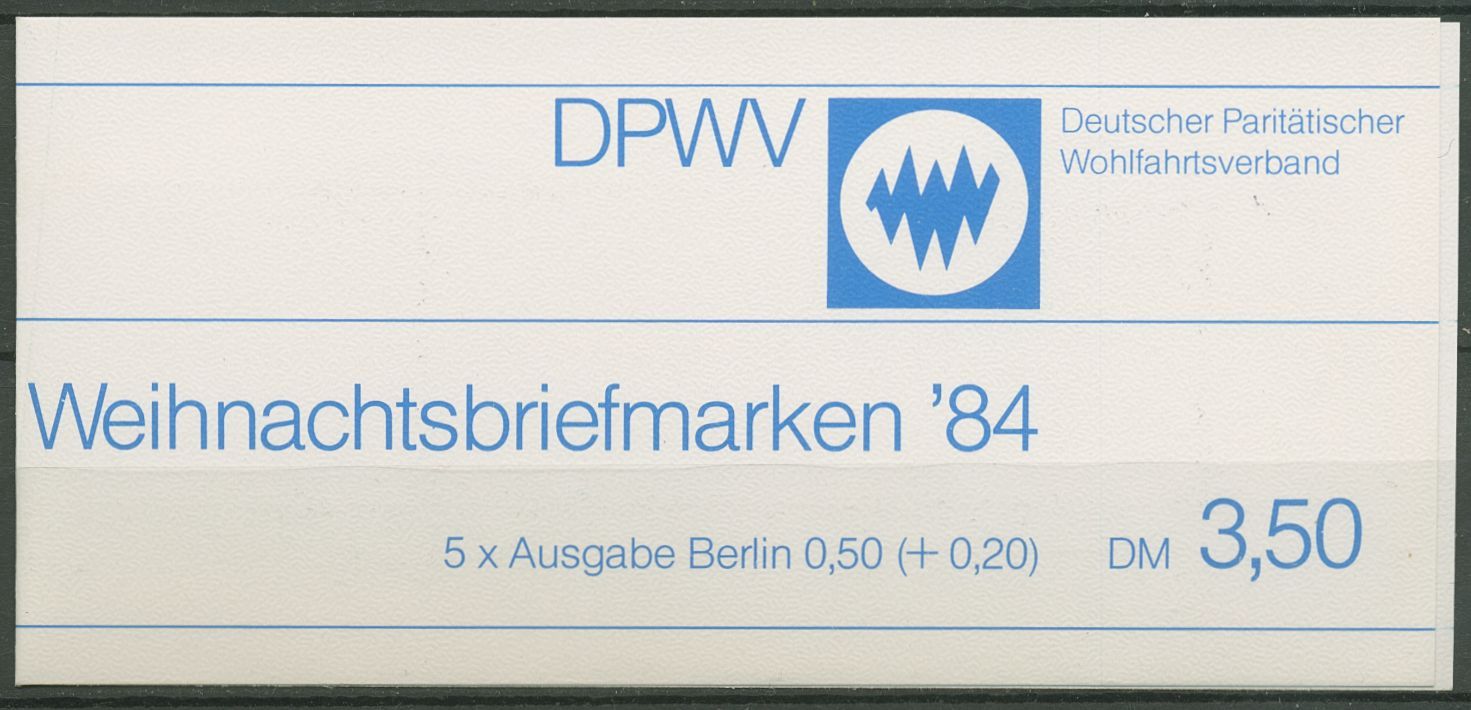 DPWV
Deutscher Paritätischer
Wohlfahrtsverband
Weihnachtsbriefmarken ’84
5 x Ausgabe Berlin 0,50 (+ 0,20) DM 3,50